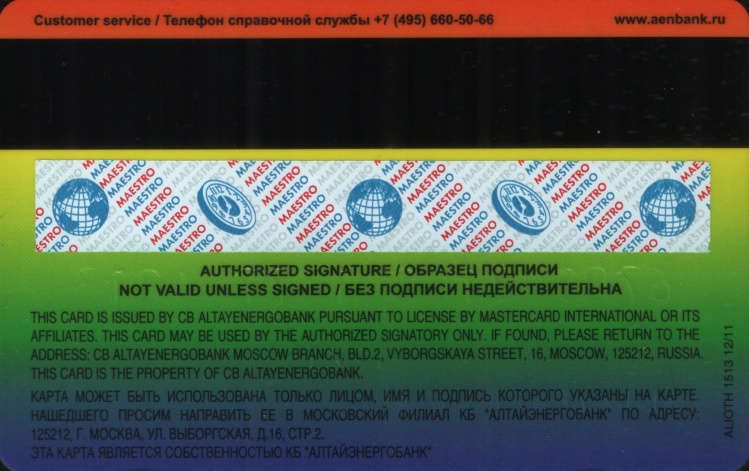 Customer service / Телефон справочной службы +7 (495) 660-50-66 www.aenbank.ru
MAESTRO MAESTRO MAESTRO MAESTRO MAESTRO MAESTRO
AUTHORIZED SIGNATURE / ОБРАЗЕЦ ПОДПИСИ
NOT VALID UNLESS SIGNED / БЕЗ ПОДПИСИ НЕДЕЙСТВИТЕЛЬНА
THIS CARD IS ISSUED BY CB ALTAYENERGOBANK PURSUANT TO LICENSE BY MASTERCARD INTERNATIONAL OR ITS
AFFILIATES. THIS CARD MAY BE USED BY THE AUTHORIZED SIGNATORY ONLY. IF FOUND, PLEASE RETURN TO THE
ADDRESS: CB ALTAYENERGOBANK MOSCOW BRANCH, BLD.2, VYBORGSKAYA STREET, 16, MOSCOW, 125212, RUSSIA.
THIS CARD IS THE PROPERTY OF CB ALTAYENERGOBANK.
КАРТА МОЖЕТ БЫТЬ ИСПОЛЬЗОВАНА ТОЛЬКО ЛИЦОМ, ИМЯ И ПОДПИСЬ КОТОРОГО УКАЗАНЫ НА КАРТЕ.
НАШЕДШЕГО ПРОСИМ НАПРАВИТЬ ЕЕ В МОСКОВСКИЙ ФИЛИАЛ КБ "АЛТАЙЭНЕРГОБАНК" ПО АДРЕСУ:
125212, Г. МОСКВА, УЛ. ВЫБОРГСКАЯ, Д.16, СТР.2.
ЭТА КАРТА ЯВЛЯЕТСЯ СОБСТВЕННОСТЬЮ КБ "АЛТАЙЭНЕРГОБАНК"
ALIOTH 1513 12/11